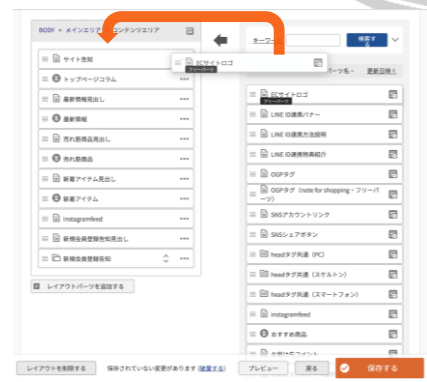 BODY > メインエリア > コンテンツエリア
サイト告知
トップページコラム
最新情報見出し
最新情報
売れ筋商品見出し
売れ筋商品
新着アイテム見出し
新着アイテム
instagramfeed
新規会員登録告知見出し
新規会員登録告知
レイアウトパーツを追加する
ECサイトロゴ
フリーパーツ
キーワード
検索する
パーツ名-
更新日時
ECサイトロゴ
フリーパーツ
LINE ID連携バナー
LINE ID連携方法説明
LINE ID連携特典紹介
OGPタグ
OGPタグ（note for shopping・フリーパーツ）
SNSアカウントリンク
SNSシェアボタン
headタグ共通（PC）
headタグ共通（スケルトン）
headタグ共通（スマートフォン）
instagramfeed
おすすめ商品
レイアウトを削除する
保存されていない変更があります (破棄する)
プレビュー
戻る
保存する